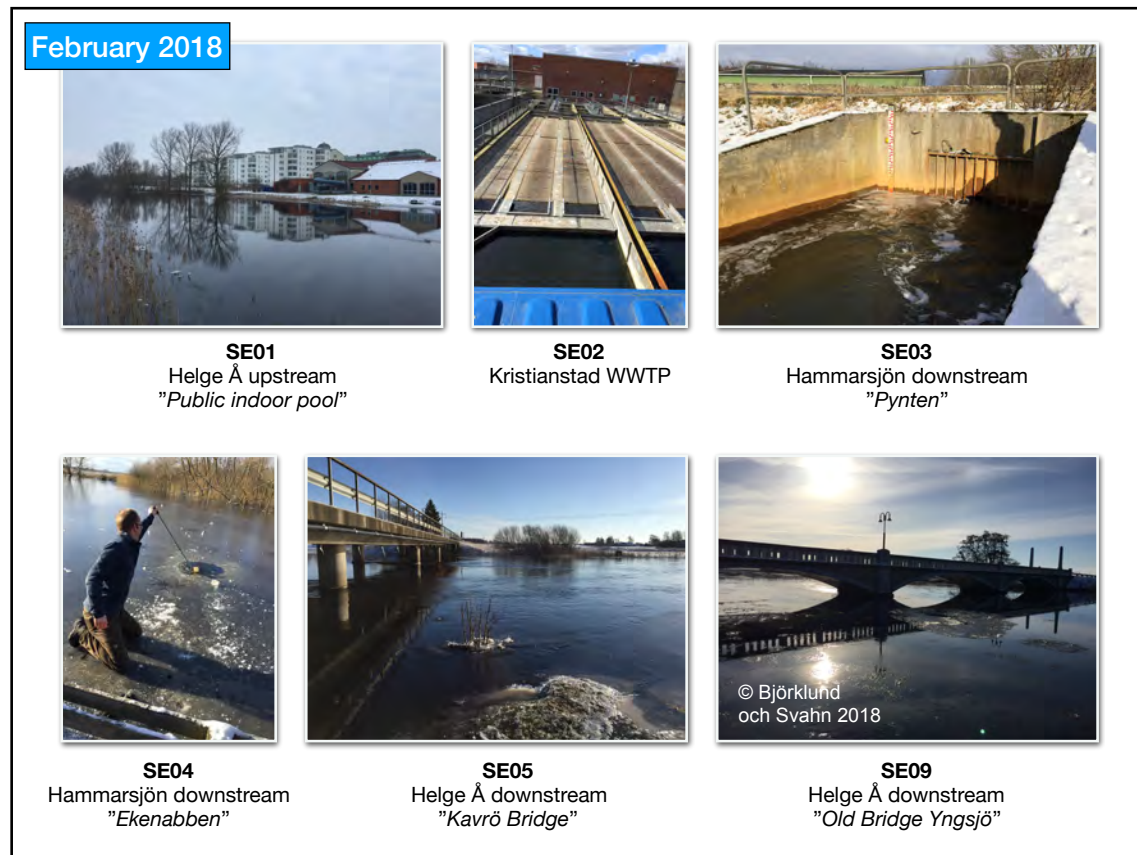 February 2018
SE01
Helge Å upstream
”Public indoor pool”
SE02
Kristianstad WWTP
SE03
Hammarsjön downstream
”Pynten”
SE04
Hammarsjön downstream
”Ekenabben”
SE05
Helge Å downstream
”Kavrö Bridge”
© Björklund
och Svahn 2018
SE09
Helge Å downstream
”Old Bridge Yngsjö”